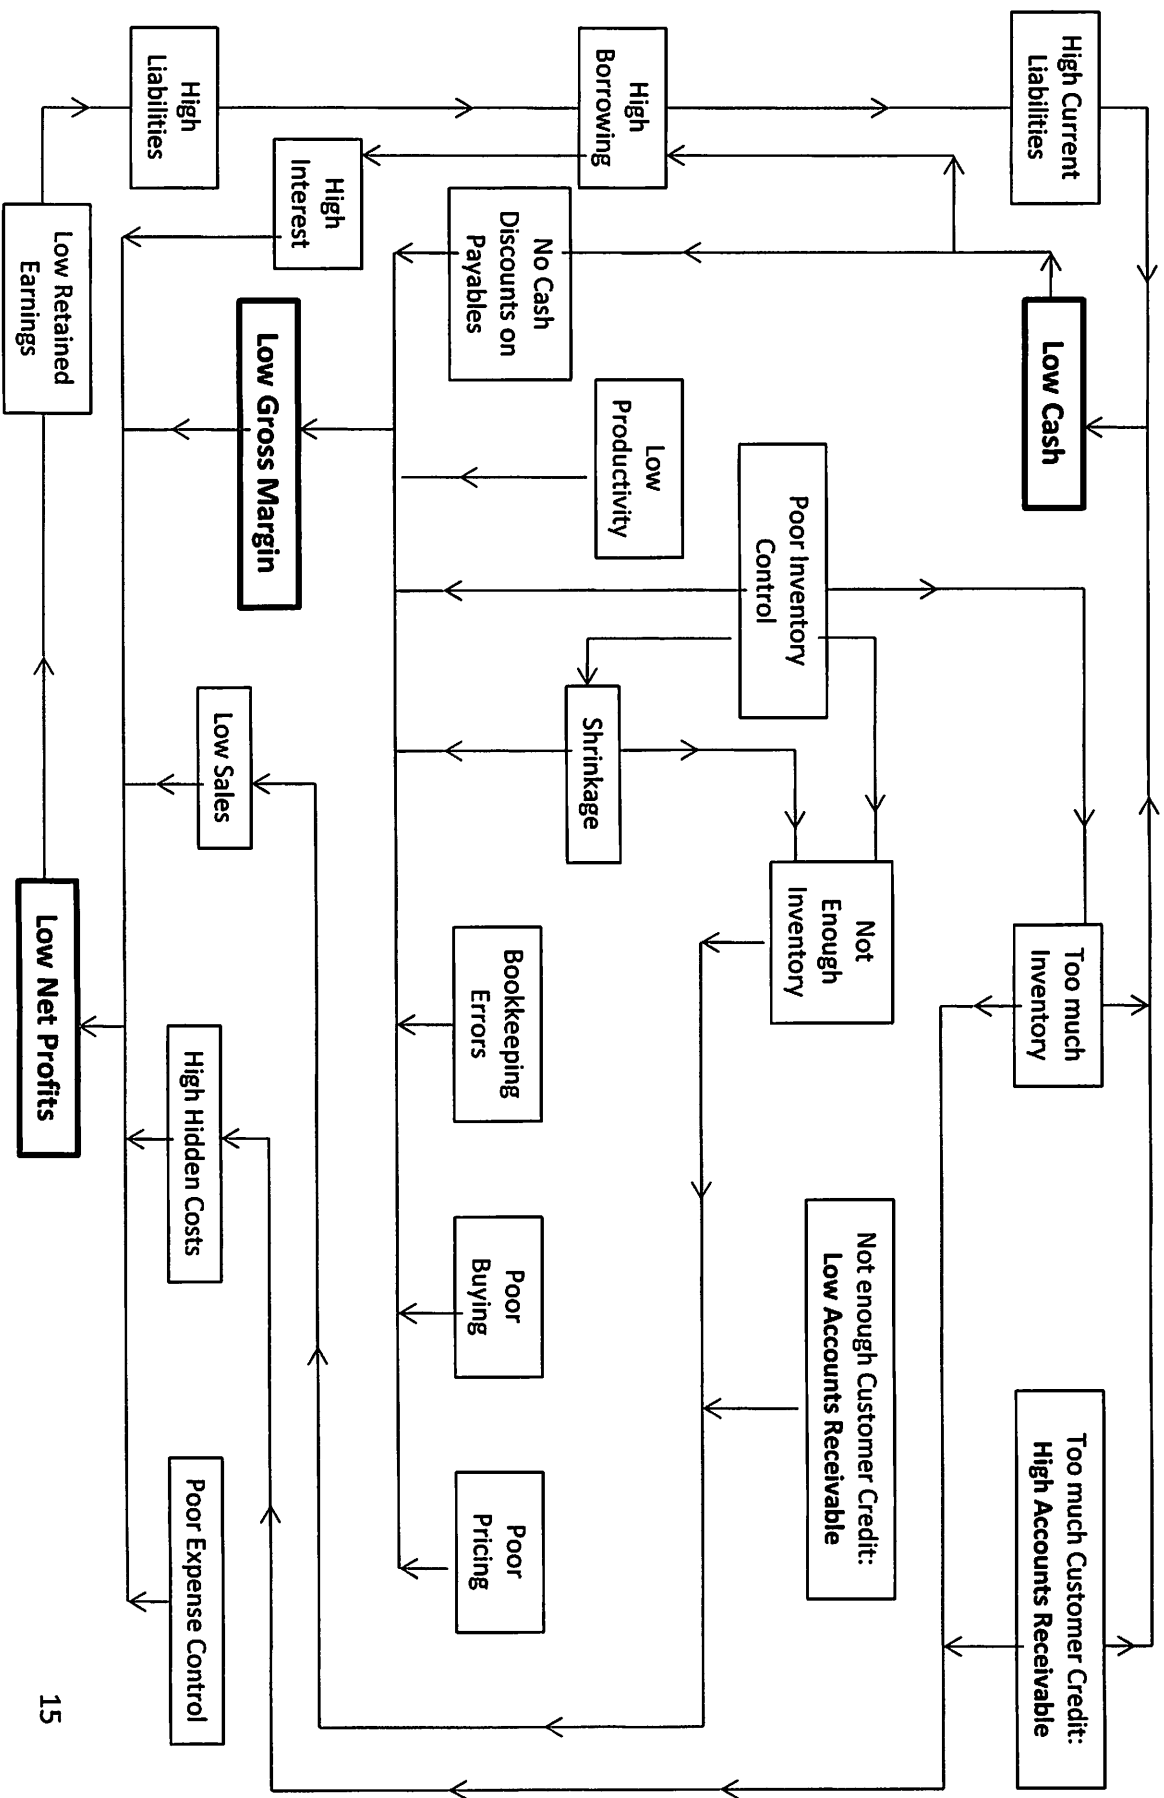 High Current
Liabilities
Low Cash
Too much
Inventory
Too much Customer Credit:
High Accounts Receivable
Poor Inventory
Control
Not
Enough
Inventory
Not enough Customer Credit:
Low Accounts Receivable
High
Borrowing
Low
Productivity
Shrinkage
No Cash
Discounts on
Payables
Bookkeeping
Errors
Poor
Buying
Poor
Pricing
High
Interest
Low Gross Margin
High
Liabilities
Low Sales
High Hidden Costs
Poor Expense Control
Low Retained
Earnings
Low Net Profits
15